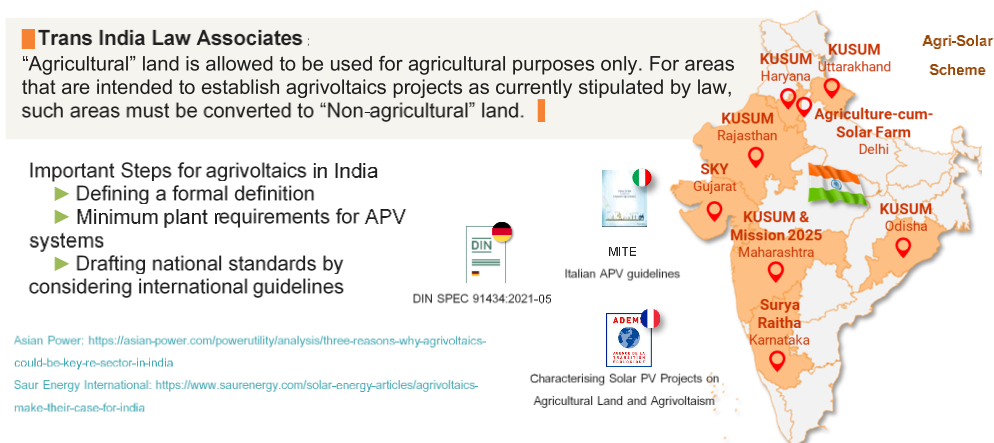 Trans India Law Associates :
“Agricultural” land is allowed to be used for agricultural purposes only. For areas
that are intended to establish agrivoltaics projects as currently stipulated by law,
such areas must be converted to “Non-agricultural” land.
Important Steps for agrivoltaics in India
Defining a formal definition
Minimum plant requirements for APV
systems
Drafting national standards by
considering international guidelines
DIN
DIN SPEC 91434:2021-05
MITE
Italian APV guidelines
ADEME
AGENCE DE LA
TRANSITION
ÉCOLOGIQUE
Characterising Solar PV Projects on
Agricultural Land and Agrivoltaism
Asian Power: https://asian-power.com/powerutility/analysis/three-reasons-why-agrivoltaics-
could-be-key-re-sector-in-india
Saur Energy International: https://www.saurenergy.com/solar-energy-articles/agrivoltaics-
make-their-case-for-india
Agri-Solar
Scheme
KUSUM
Haryana
KUSUM
Uttarakhand
KUSUM
Rajasthan
Agriculture-cum-
Solar Farm
Delhi
SKY
Gujarat
KUSUM &
Mission 2025
Maharashtra
KUSUM
Odisha
Surya
Raitha
Karnataka